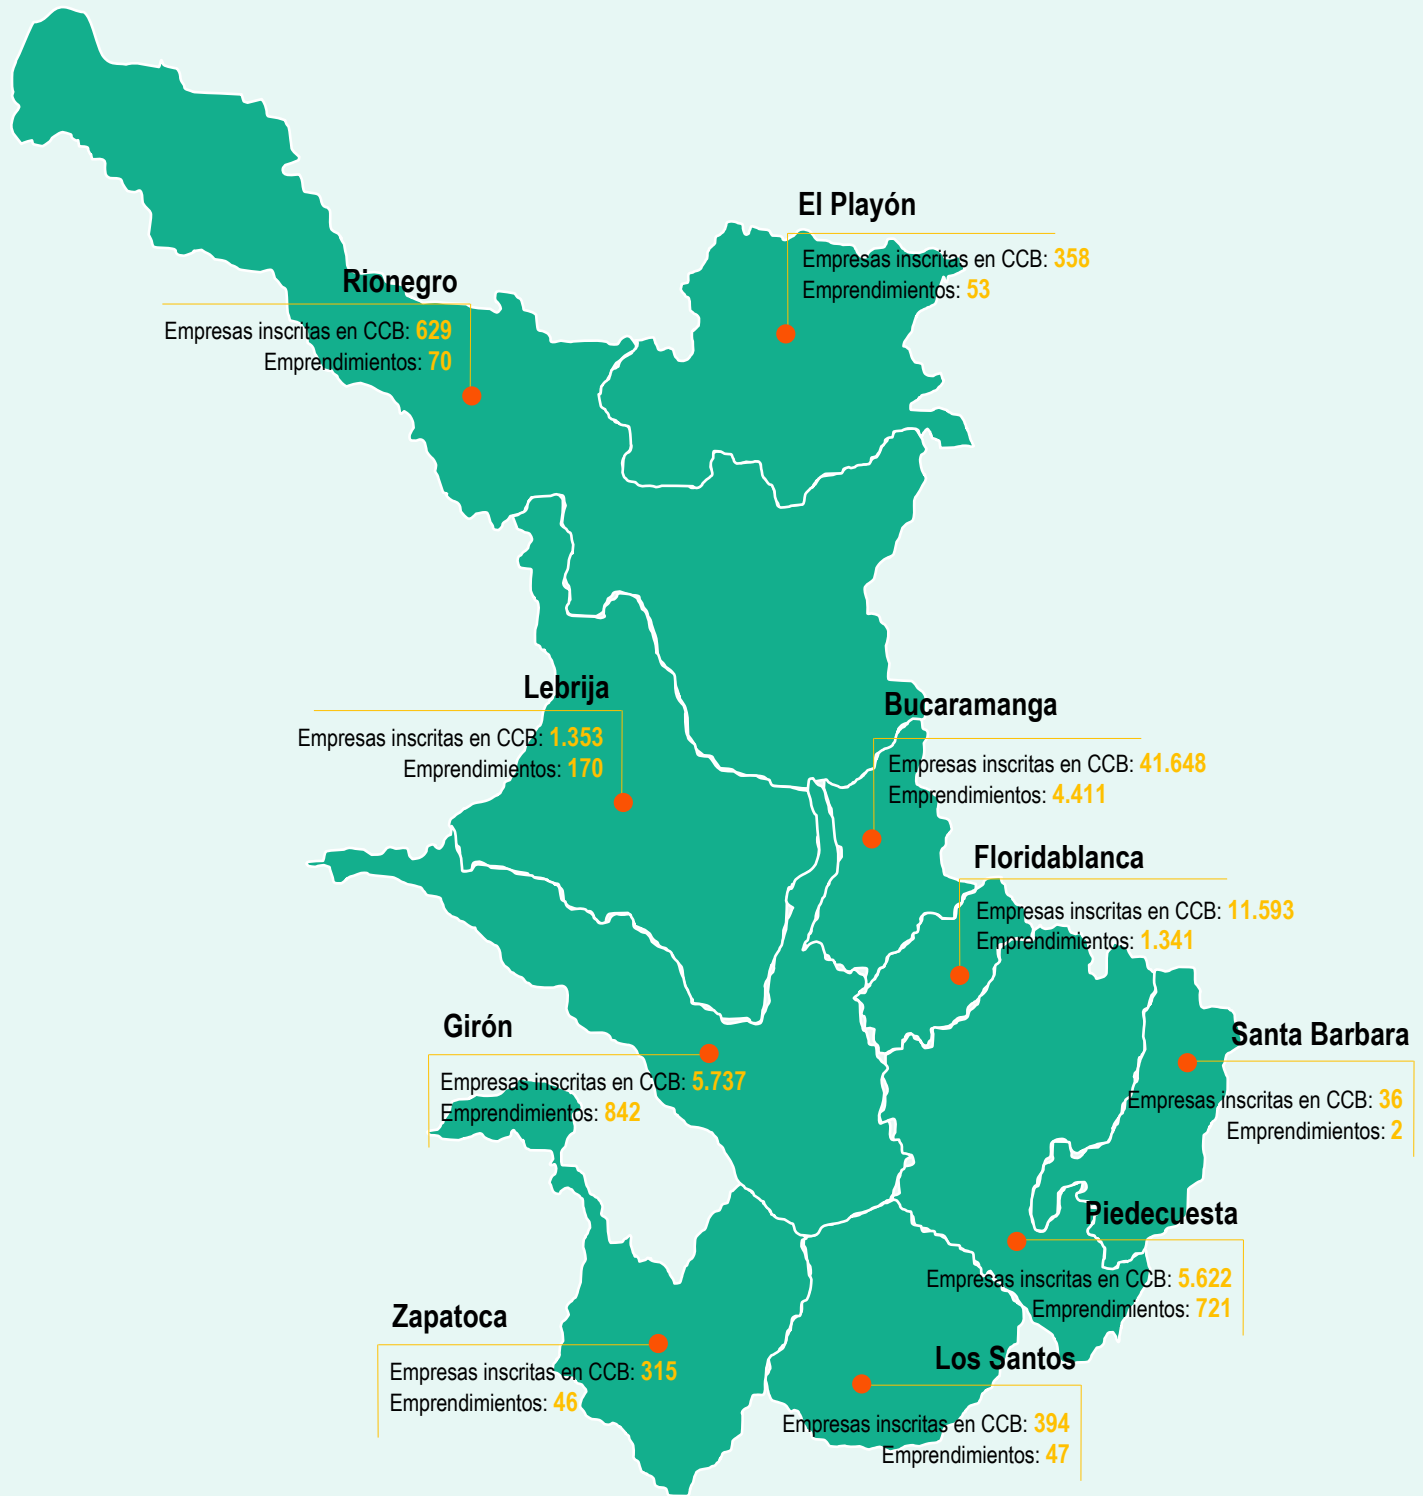 El Playón
Empresas inscritas en CCB: 358
Emprendimientos: 53
Rionegro
Empresas inscritas en CCB: 629
Emprendimientos: 70
Lebrija
Empresas inscritas en CCB: 1.353
Emprendimientos: 170
Bucaramanga
Empresas inscritas en CCB: 41.648
Emprendimientos: 4.411
Floridablanca
Empresas inscritas en CCB: 11.593
Emprendimientos: 1.341
Girón
Empresas inscritas en CCB: 5.737
Emprendimientos: 842
Santa Barbara
Empresas inscritas en CCB: 36
Emprendimientos: 2
Piedecuesta
Empresas inscritas en CCB: 5.622
Emprendimientos: 721
Zapatoca
Empresas inscritas en CCB: 315
Emprendimientos: 46
Los Santos
Empresas inscritas en CCB: 394
Emprendimientos: 47